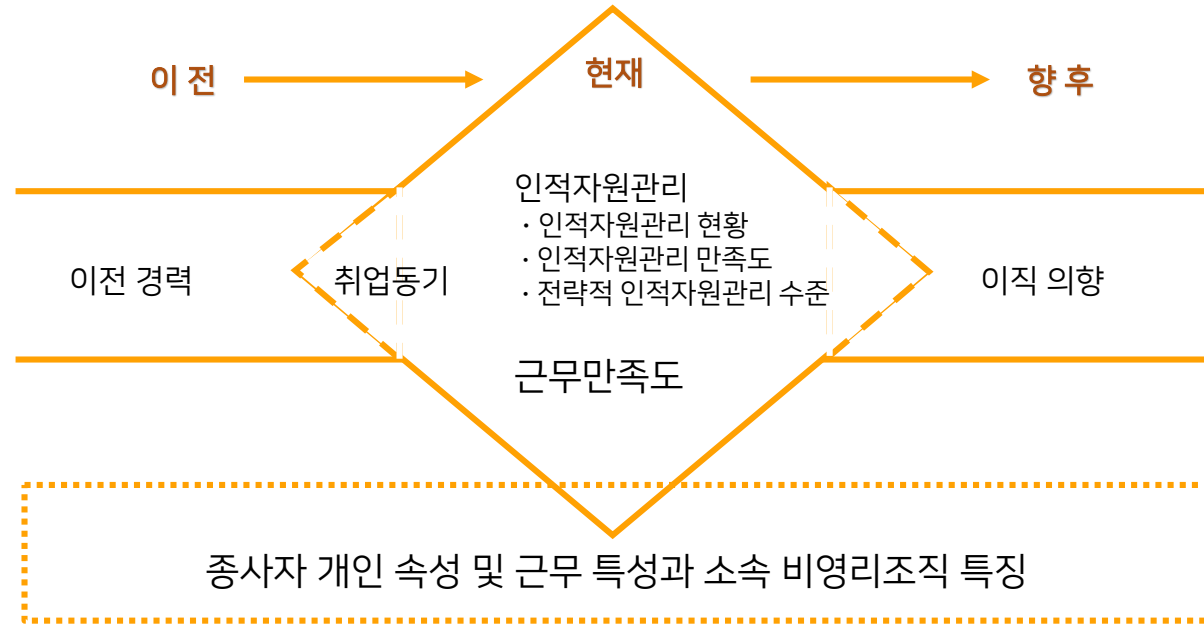 이 전
현재
향 후
인적자원관리
· 인적자원관리 현황
· 인적자원관리 만족도
· 전략적 인적자원관리 수준
이전 경력
취업동기
이직 의향
근무만족도
종사자 개인 속성 및 근무 특성과 소속 비영리조직 특징